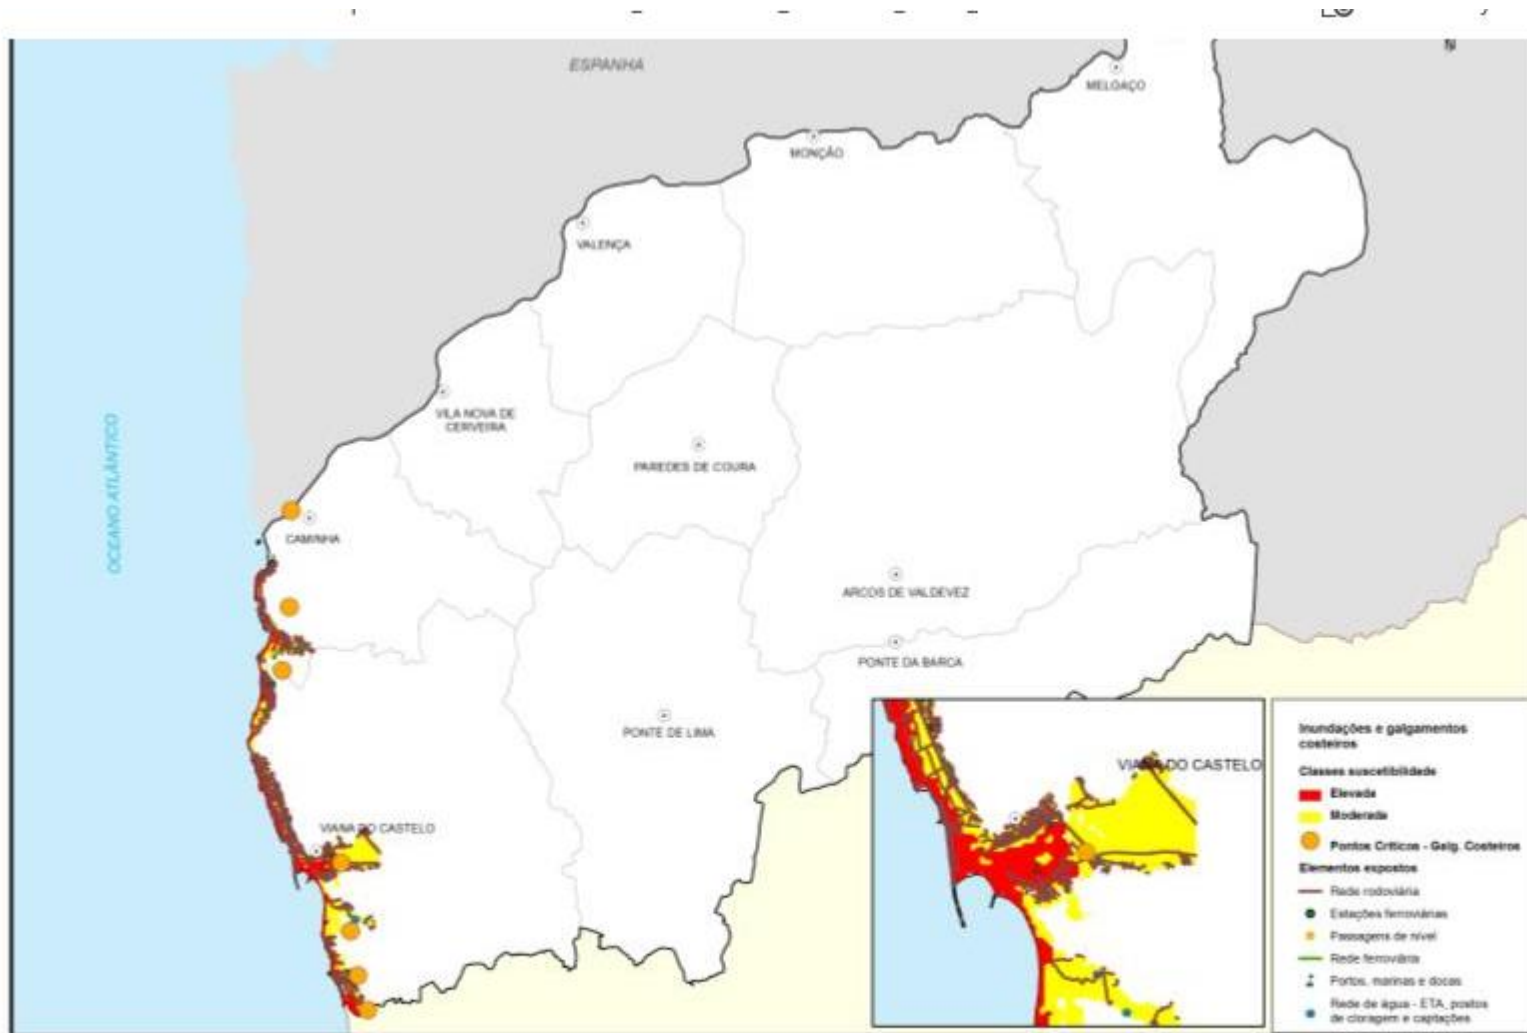 ESPANHA
MELGAÇO
MONÇÃO
VALENÇA
VILA NOVA DE
CERVEIRA
PAREDES DE COURA
OCEANO ATLÂNTICO
CAMINHA
ARCOS DE VALDEVEZ
PONTE DA BARCA
PONTE DE LIMA
VIANA DO CASTELO
VIANA DO CASTELO
N
Inundações e galgamentos
costeiros
Classes suscetibilidade
Elevada
Moderada
Pontos Críticos - Galg. Costeiros
Elementos expostos
Rede rodoviária
Estações ferroviárias
Passagens de nível
Rede ferroviária
Portos, marinas e docas
Rede de água - ETA, postos
de cloragem e captações